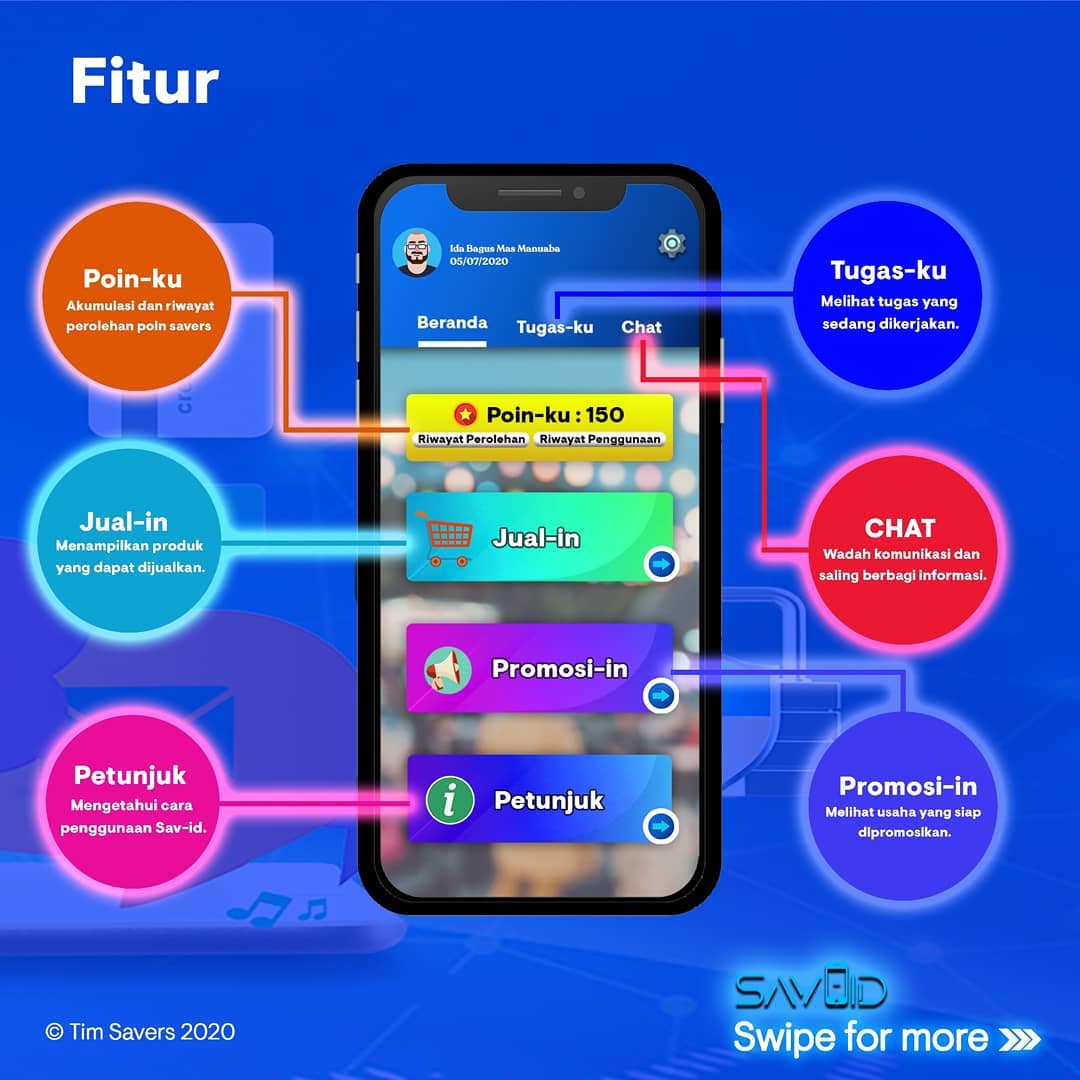 Fitur
Poin-ku
Akumulasi dan riwayat
perolehan poin savers
Jual-in
Menampilkan produk
yang dapat dijualkan.
Petunjuk
Mengetahui cara
penggunaan Sav-id.
Ida Bagus Mas Manuaba
05/07/2020
Beranda Tugas-ku Chat
Poin-ku : 150
Riwayat Perolehan Riwayat Penggunaan
Jual-in
Promosi-in
i Petunjuk
Tugas-ku
Melihat tugas yang
sedang dikerjakan.
CHAT
Wadah komunikasi dan
saling berbagi informasi.
Promosi-in
Melihat usaha yang siap
dipromosikan.
© Tim Savers 2020
SAVID
Swipe for more